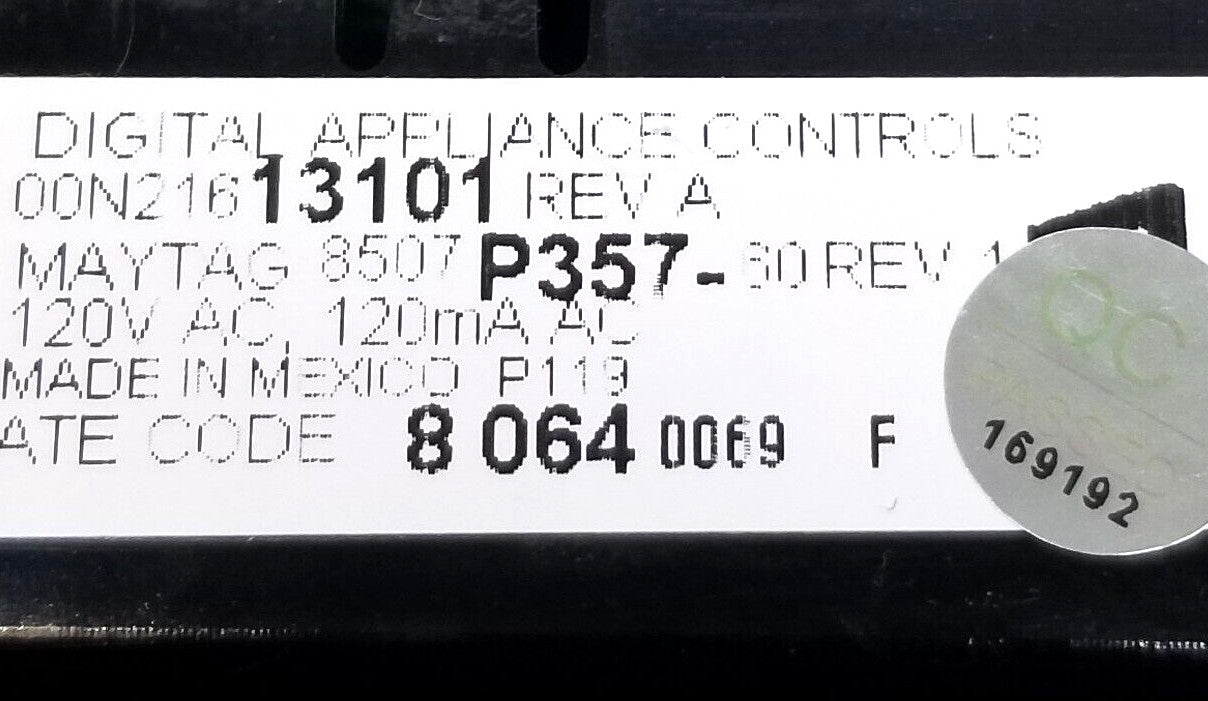 DIGITAL APPLIANCE CONTROLS
00N21613101 REV A
MAYTAG 8507P357-60 REV 1
120V AC, 120mA AC
MADE IN MEXICO P119
ATE CODE 8 064 0069 F
QC
169192